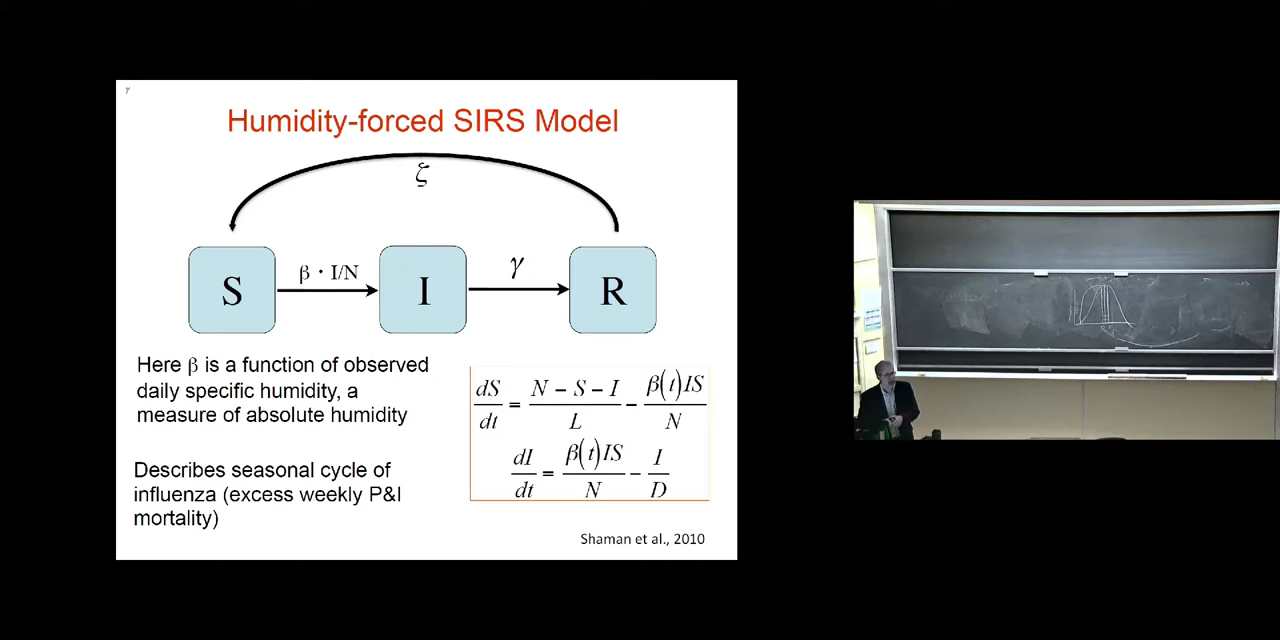 γ
Humidity-forced SIRS Model
ζ
S
β · I/N
I
γ
R
Here β is a function of observed
daily specific humidity, a
measure of absolute humidity
Describes seasonal cycle of
influenza (excess weekly P&I
mortality)
dS/dt = (N − S − I)/L − β(t)IS/N
dI/dt = β(t)IS/N − I/D
Shaman et al., 2010